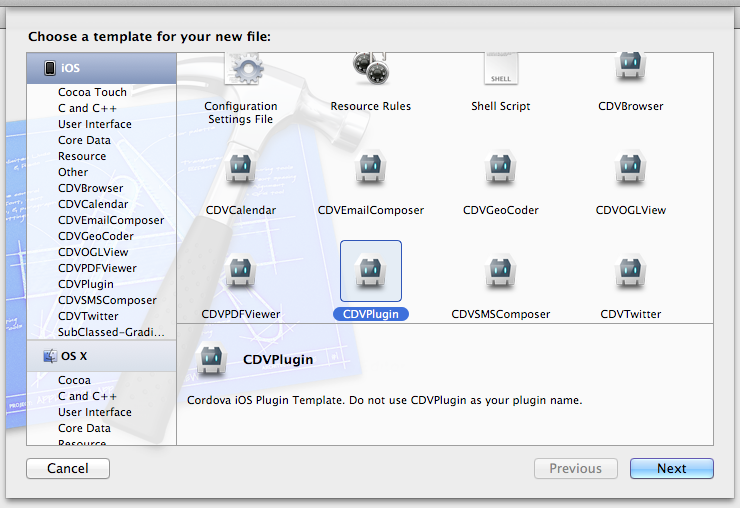 Choose a template for your new file:
iOS
Cocoa Touch
C and C++
User Interface
Core Data
Resource
Other
CDVBrowser
CDVCalendar
CDVEmailComposer
CDVGeoCoder
CDVOGLView
CDVPDFViewer
CDVPlugin
CDVSMSComposer
CDVTwitter
SubClassed-Gradi...
OS X
Cocoa
C and C++
User Interface
Core Data
Resource
SHELL
Configuration
Settings File
Resource Rules
Shell Script
CDVBrowser
CDVCalendar
CDVEmailComposer
CDVGeoCoder
CDVOGLView
CDVPDFViewer
CDVPlugin
CDVSMSComposer
CDVTwitter
CDVPlugin
Cordova iOS Plugin Template. Do not use CDVPlugin as your plugin name.
Cancel
Previous
Next